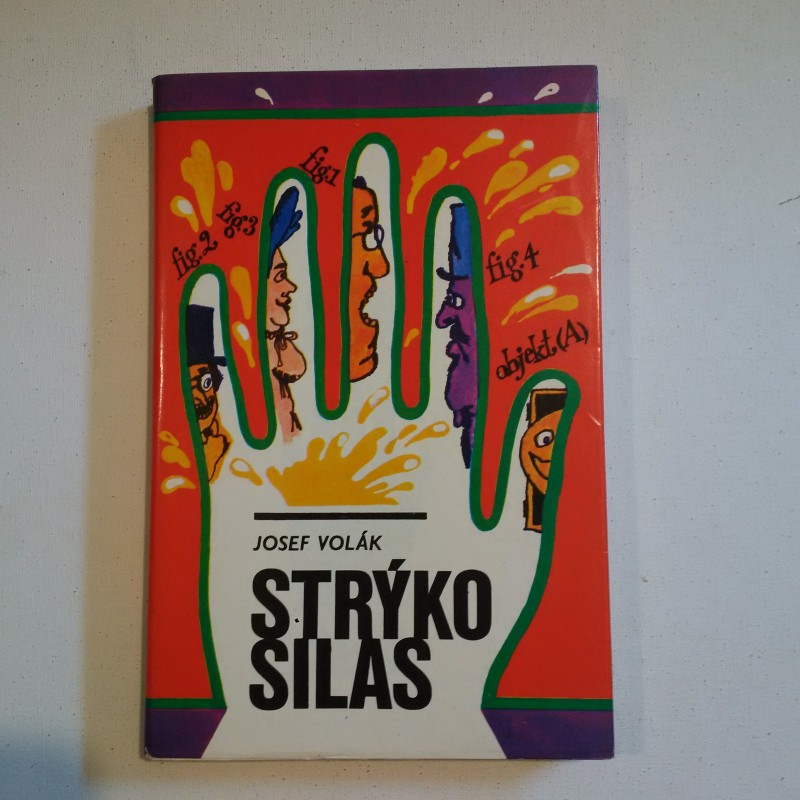 fig.1
fig.2
fig.3
fig.4
objekt(A)
JOSEF VOLÁK
STRÝKO
SILAS